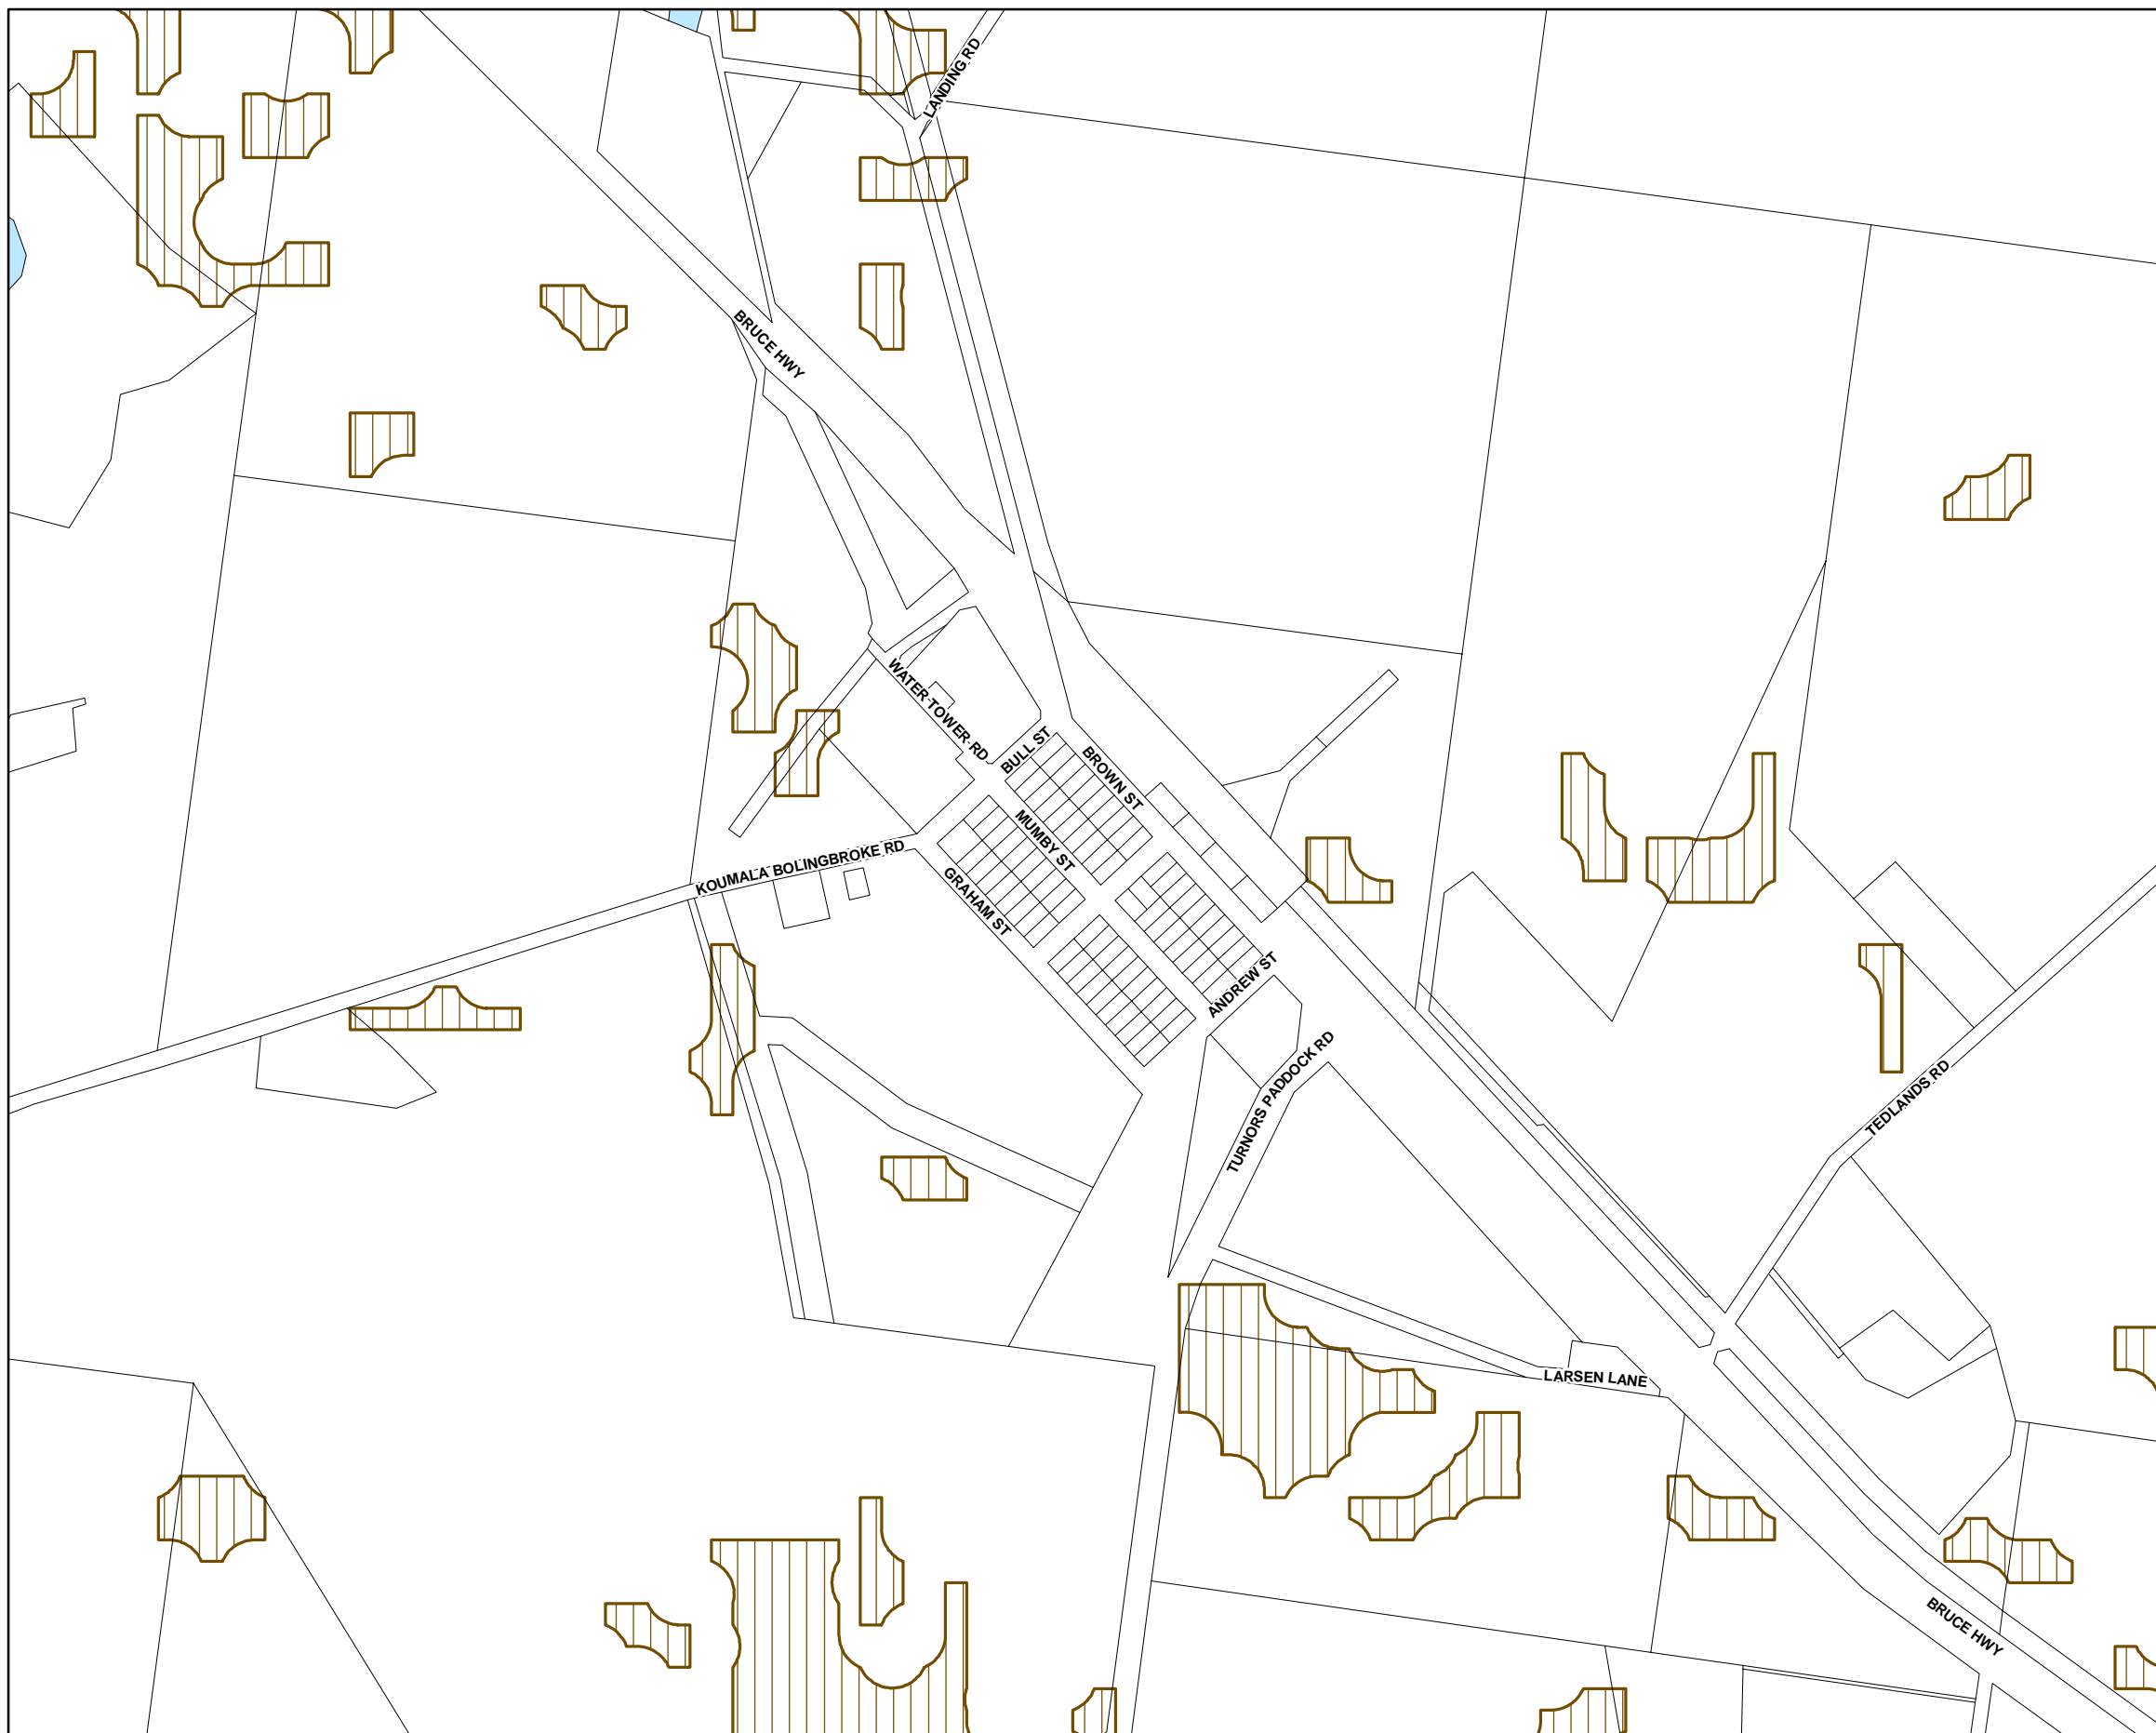 LANDING RD
BRUCE HWY
WATER TOWER RD
BULL ST
BROWN ST
MUMBY ST
KOUMALA BOLINGBROKE RD
GRAHAM ST
ANDREW ST
TURNORS PADDOCK RD
TEDLANDS RD
LARSEN LANE
BRUCE HWY